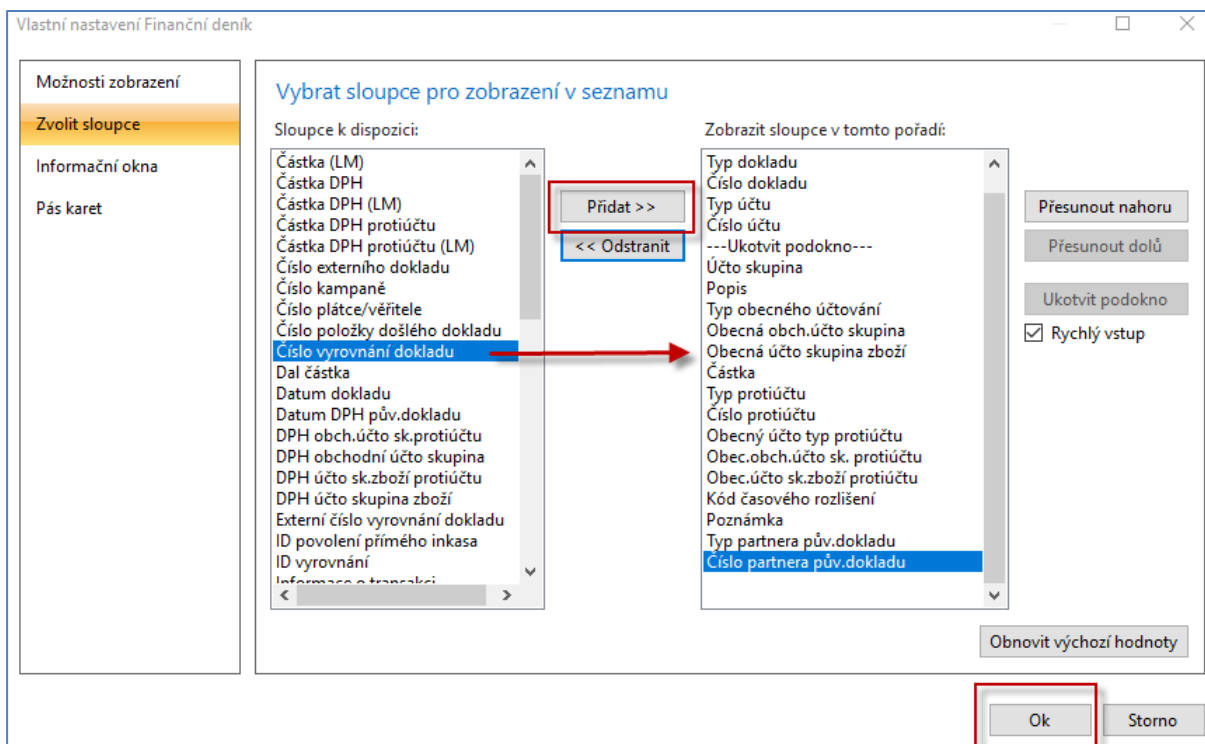 Vlastní nastavení Finanční deník
Možnosti zobrazení
Zvolit sloupce
Informační okna
Pás karet
Vybrat sloupce pro zobrazení v seznamu
Sloupce k dispozici:
Částka (LM)
Částka DPH
Částka DPH (LM)
Částka DPH protiúčtu
Částka DPH protiúčtu (LM)
Číslo externího dokladu
Číslo kampaně
Číslo plátce/věřitele
Číslo položky došlého dokladu
Číslo vyrovnání dokladu
Dal částka
Datum dokladu
Datum DPH pův.dokladu
DPH obch.účto sk.protiúčtu
DPH obchodní účto skupina
DPH účto sk.zboží protiúčtu
DPH účto skupina zboží
Externí číslo vyrovnání dokladu
ID povolení přímého inkasa
ID vyrovnání
Informace o transakci
Přidat >>
<< Odstranit
Zobrazit sloupce v tomto pořadí:
Typ dokladu
Číslo dokladu
Typ účtu
Číslo účtu
---Ukotvit podokno---
Účto skupina
Popis
Typ obecného účtování
Obecná obch.účto skupina
Obecná účto skupina zboží
Částka
Typ protiúčtu
Číslo protiúčtu
Obecný účto typ protiúčtu
Obec.obch.účto sk. protiúčtu
Obec.účto sk.zboží protiúčtu
Kód časového rozlišení
Poznámka
Typ partnera pův.dokladu
Číslo partnera pův.dokladu
Přesunout nahoru
Přesunout dolů
Ukotvit podokno
Rychlý vstup
Obnovit výchozí hodnoty
Ok
Storno